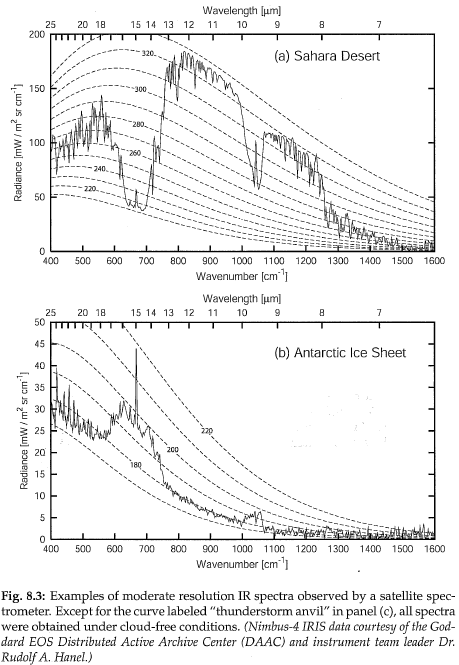 Wavelength [µm]
25 20 18 16 15 14 13 12 11 10 9 8 7
200
150
100
50
0
Radiance [mW / m² sr cm⁻¹]
(a) Sahara Desert
320
300
280
260
240
220
400 500 600 700 800 900 1000 1100 1200 1300 1400 1500 1600
Wavenumber [cm⁻¹]
Wavelength [µm]
25 20 18 16 15 14 13 12 11 10 9 8 7
50
45
40
35
30
25
20
15
10
5
0
Radiance [mW / m² sr cm⁻¹]
(b) Antarctic Ice Sheet
220
200
180
400 500 600 700 800 900 1000 1100 1200 1300 1400 1500 1600
Wavenumber [cm⁻¹]
Fig. 8.3: Examples of moderate resolution IR spectra observed by a satellite spec-
trometer. Except for the curve labeled "thunderstorm anvil" in panel (c), all spectra
were obtained under cloud-free conditions. (Nimbus-4 IRIS data courtesy of the God-
dard EOS Distributed Active Archive Center (DAAC) and instrument team leader Dr.
Rudolf A. Hanel.)